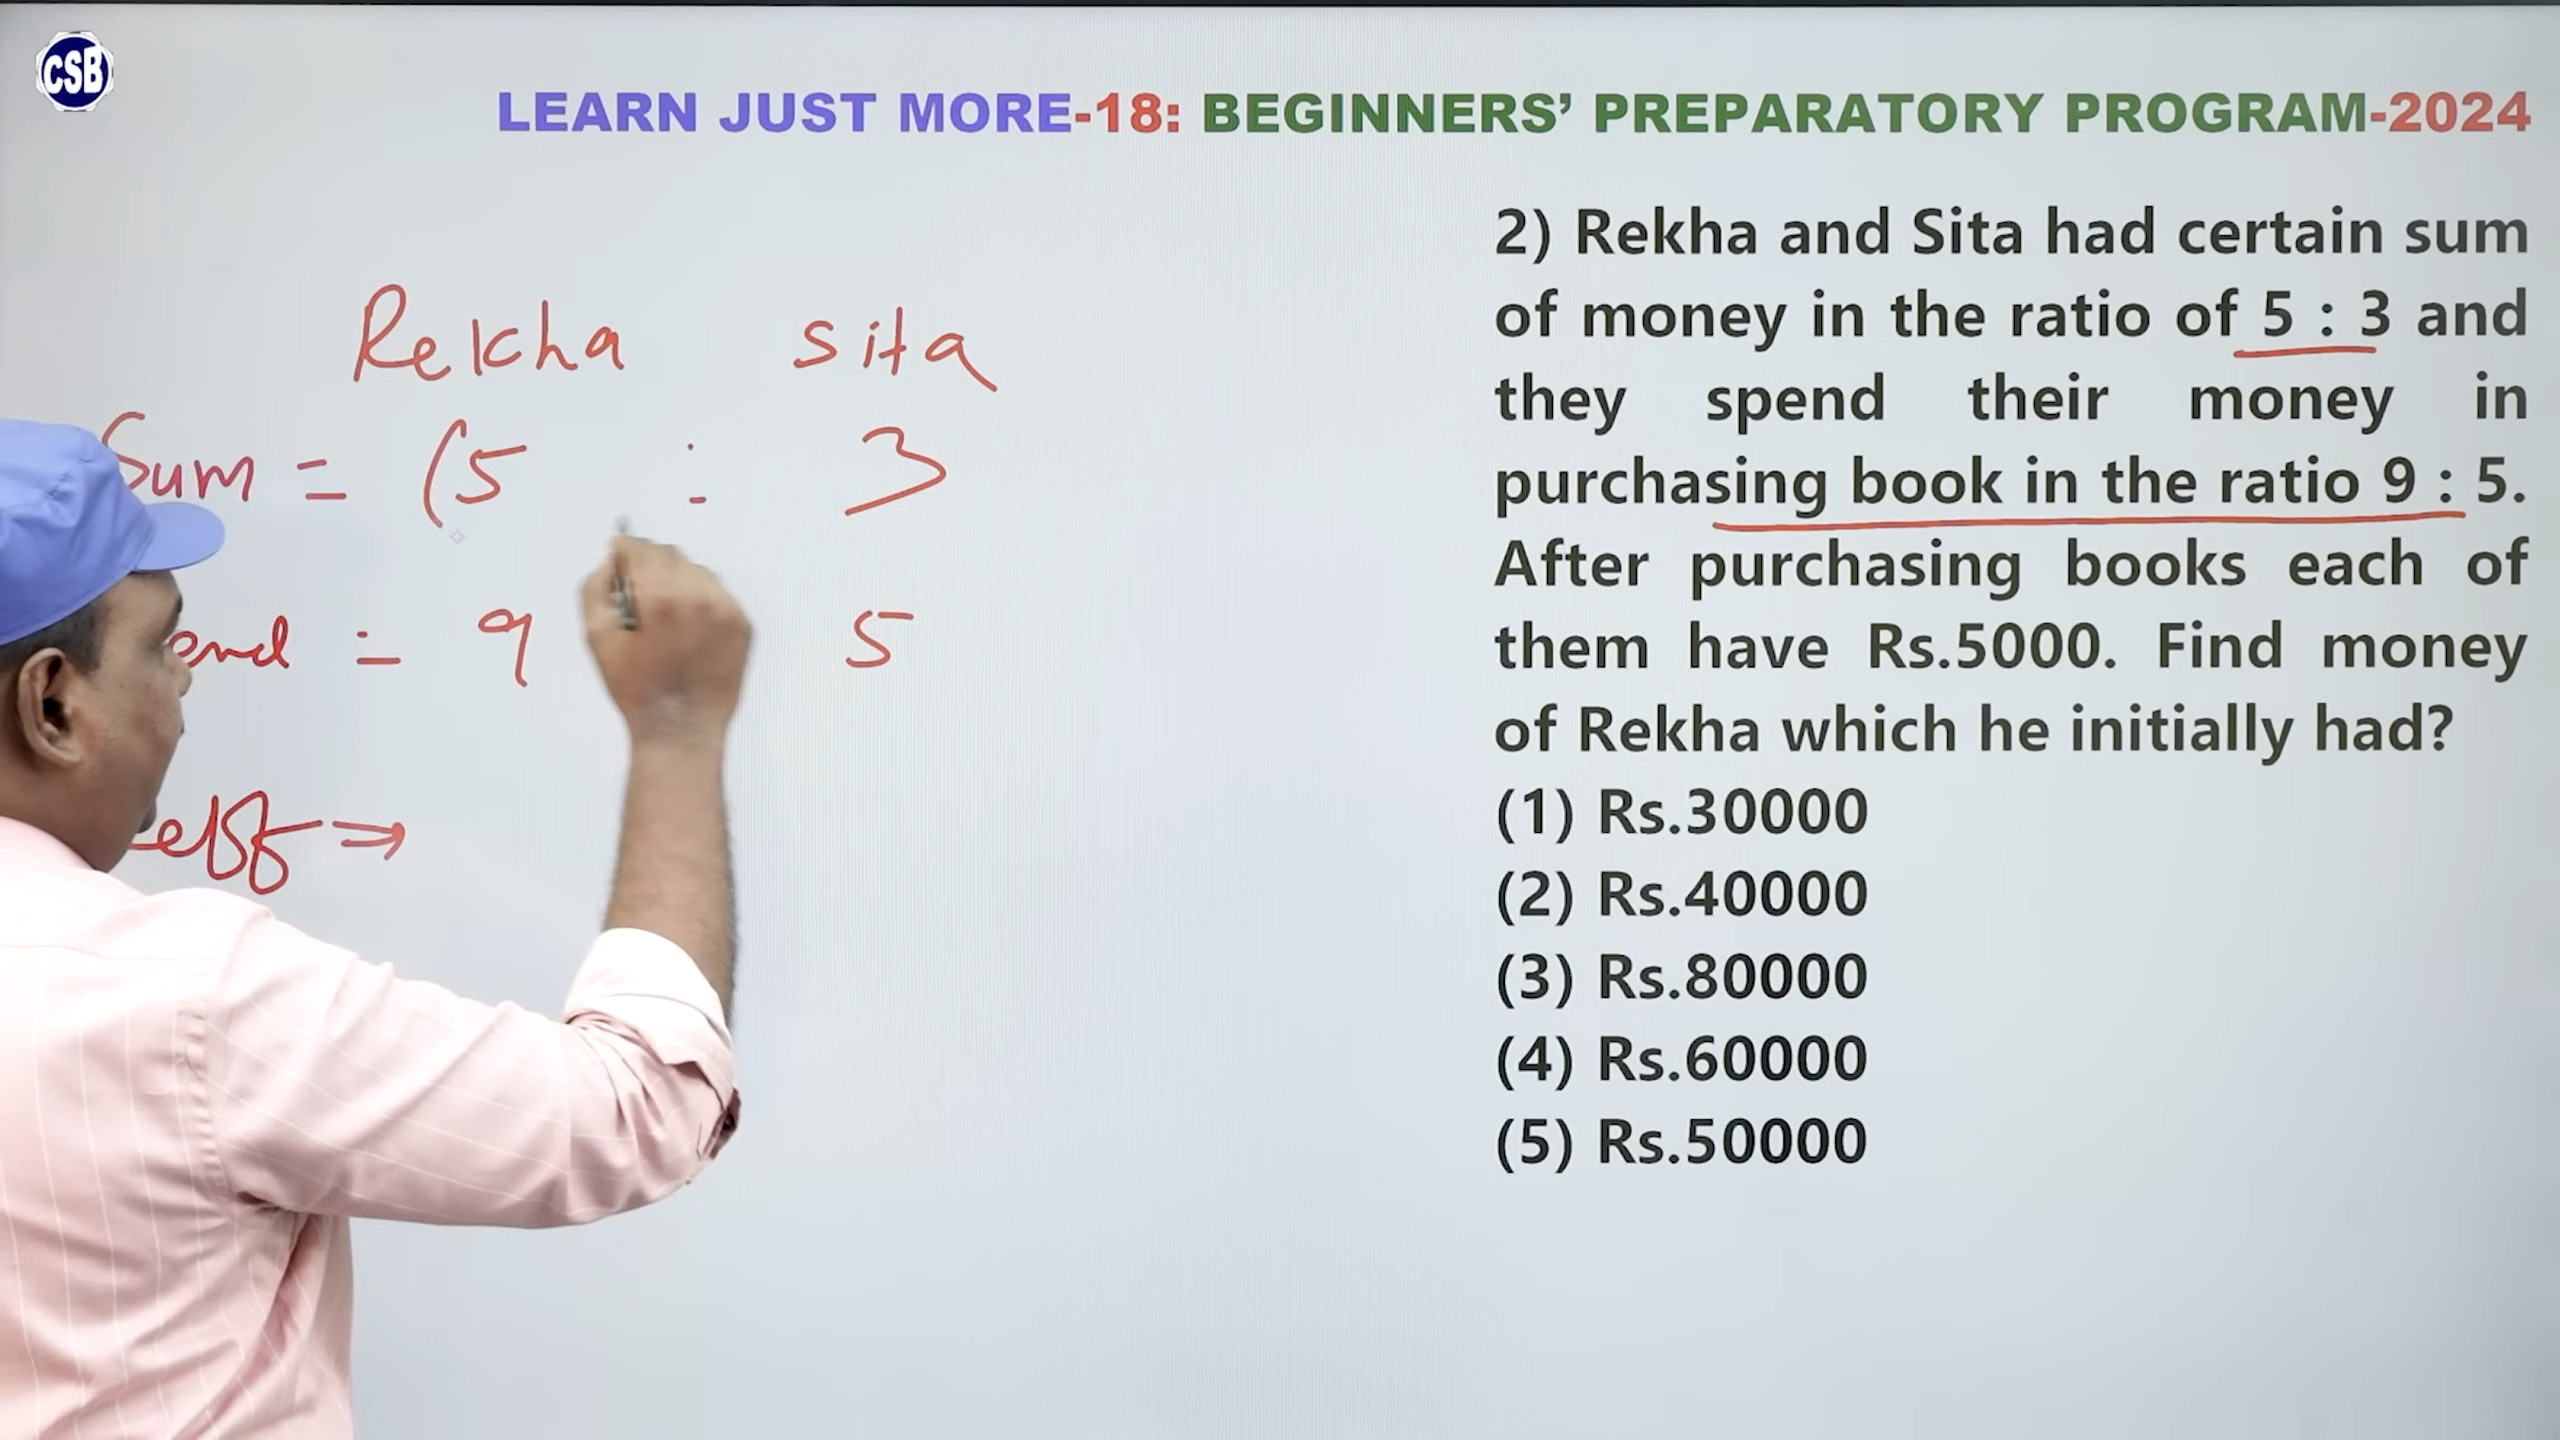 CSB
LEARN JUST MORE-18: BEGINNERS’ PREPARATORY PROGRAM-2024
Rekha sita
Sum = (5 : 3
end = 9 5
eft →
2) Rekha and Sita had certain sum
of money in the ratio of 5 : 3 and
they spend their money in
purchasing book in the ratio 9 : 5.
After purchasing books each of
them have Rs.5000. Find money
of Rekha which he initially had?
(1) Rs.30000
(2) Rs.40000
(3) Rs.80000
(4) Rs.60000
(5) Rs.50000